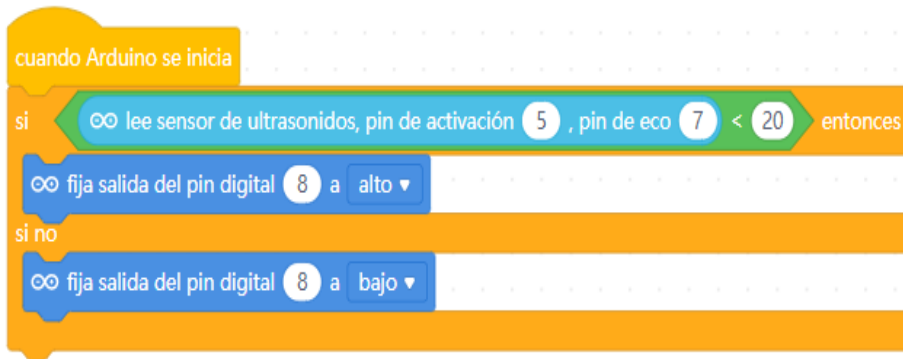 cuando Arduino se inicia
si lee sensor de ultrasonidos, pin de activación 5 , pin de eco 7 < 20 entonces
fija salida del pin digital 8 a alto
si no
fija salida del pin digital 8 a bajo